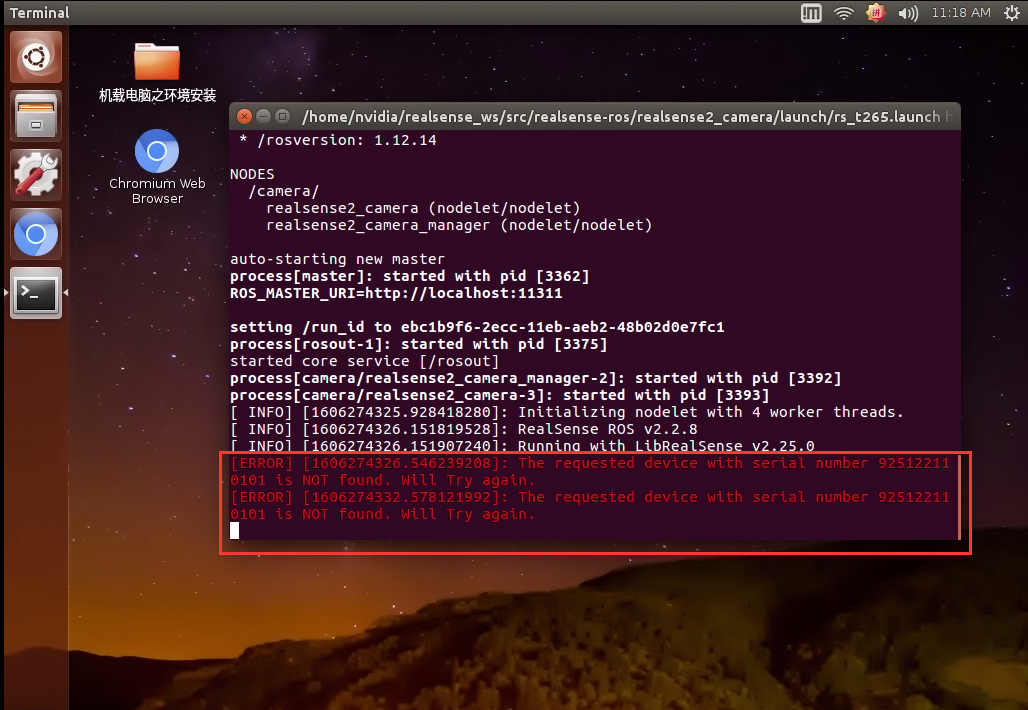 Terminal
11:18 AM
机载电脑之环境安装
Chromium Web
Browser
/home/nvidia/realsense_ws/src/realsense-ros/realsense2_camera/launch/rs_t265.launch h
* /rosversion: 1.12.14
NODES
/camera/
realsense2_camera (nodelet/nodelet)
realsense2_camera_manager (nodelet/nodelet)
auto-starting new master
process[master]: started with pid [3362]
ROS_MASTER_URI=http://localhost:11311
setting /run_id to ebc1b9f6-2ecc-11eb-aeb2-48b02d0e7fc1
process[rosout-1]: started with pid [3375]
started core service [/rosout]
process[camera/realsense2_camera_manager-2]: started with pid [3392]
process[camera/realsense2_camera-3]: started with pid [3393]
[ INFO] [1606274325.928418280]: Initializing nodelet with 4 worker threads.
[ INFO] [1606274326.151819528]: RealSense ROS v2.2.8
[ INFO] [1606274326.151907240]: Running with LibRealSense v2.25.0
[ERROR] [1606274326.546239208]: The requested device with serial number 92512211
0101 is NOT found. Will Try again.
[ERROR] [1606274332.578121992]: The requested device with serial number 92512211
0101 is NOT found. Will Try again.